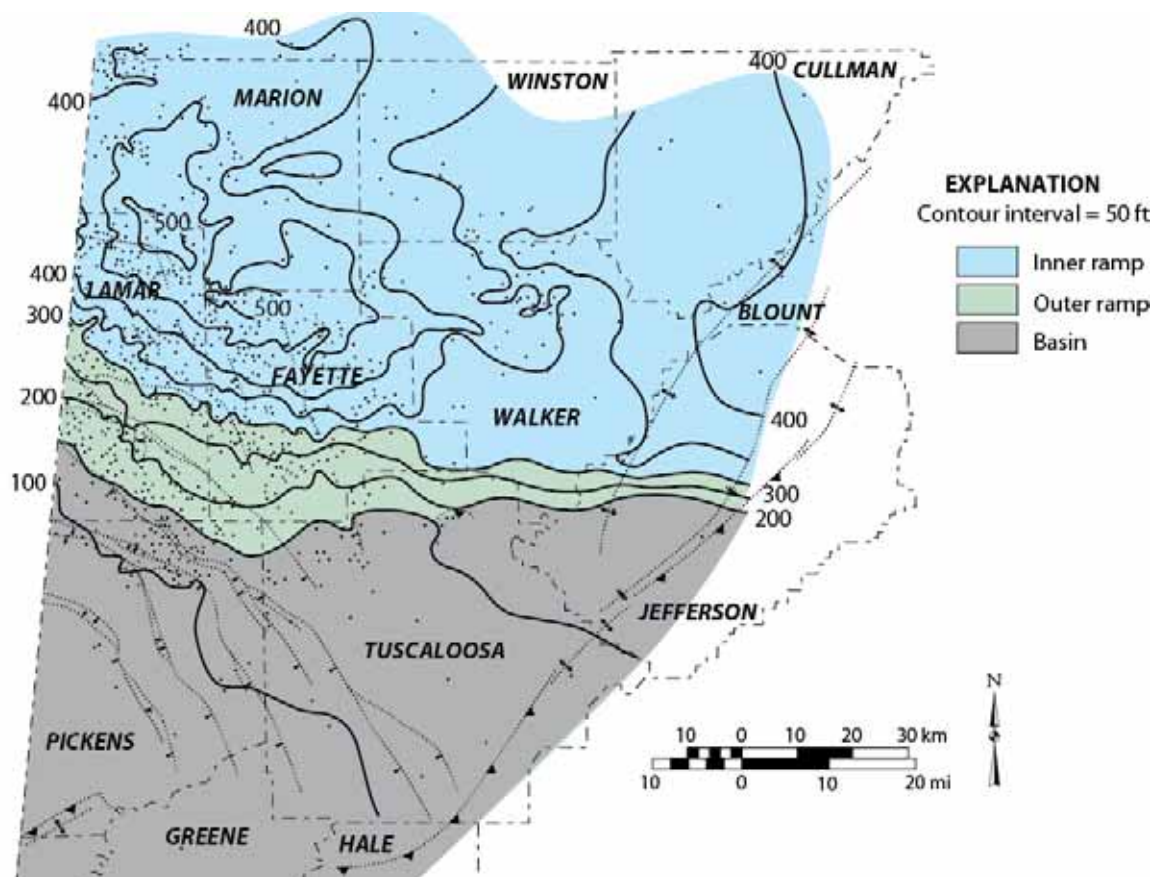 400
400
CULLMAN
WINSTON
MARION
400
EXPLANATION
Contour interval = 50 ft
500
Inner ramp
400
LAMAR
Outer ramp
500
BLOUNT
300
Basin
FAYETTE
200
WALKER
400
100
300
200
JEFFERSON
TUSCALOOSA
N
PICKENS
10 0 10 20 30 km
10 0 10 20 mi
GREENE
HALE